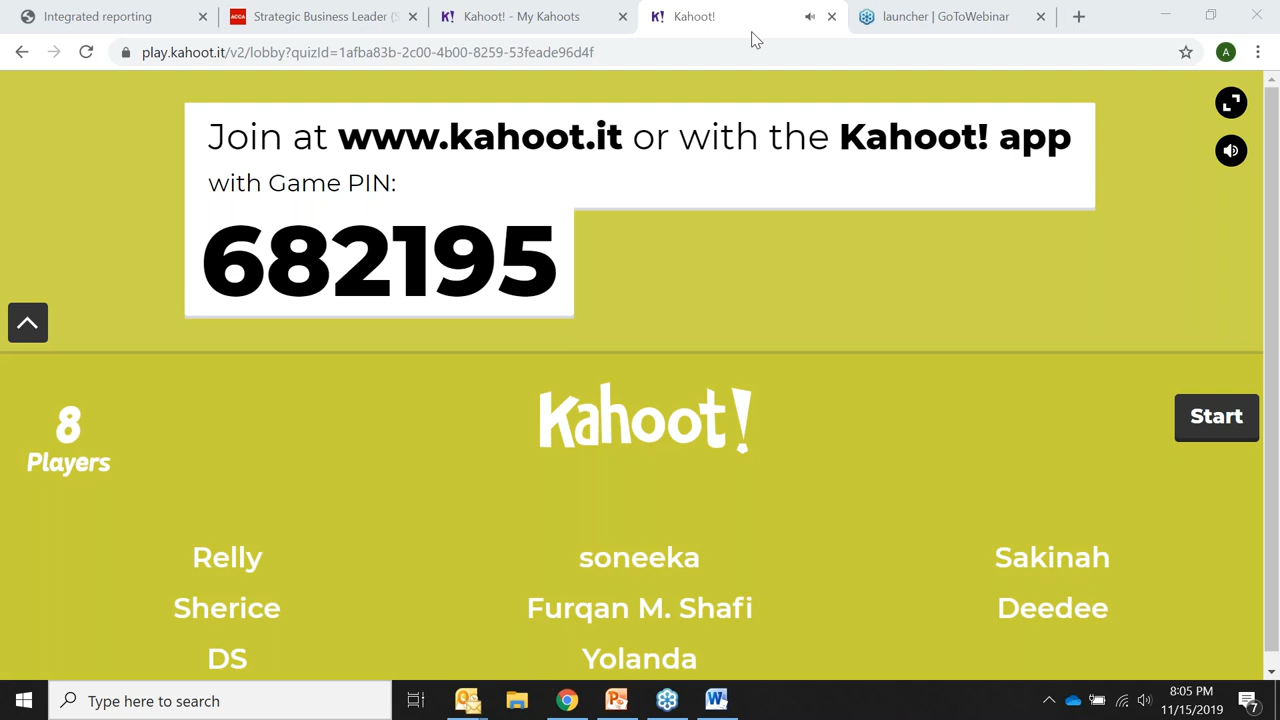 Integrated reporting
Strategic Business Leader (S
Kahoot! - My Kahoots
Kahoot!
launcher | GoToWebinar
play.kahoot.it/v2/lobby?quizId=1afba83b-2c00-4b00-8259-53feade96d4f
A
Join at www.kahoot.it or with the Kahoot! app
with Game PIN:
682195
8
Players
Kahoot!
Start
Relly soneeka Sakinah
Sherice Furqan M. Shafi Deedee
DS Yolanda
Type here to search
8:05 PM
11/15/2019
7